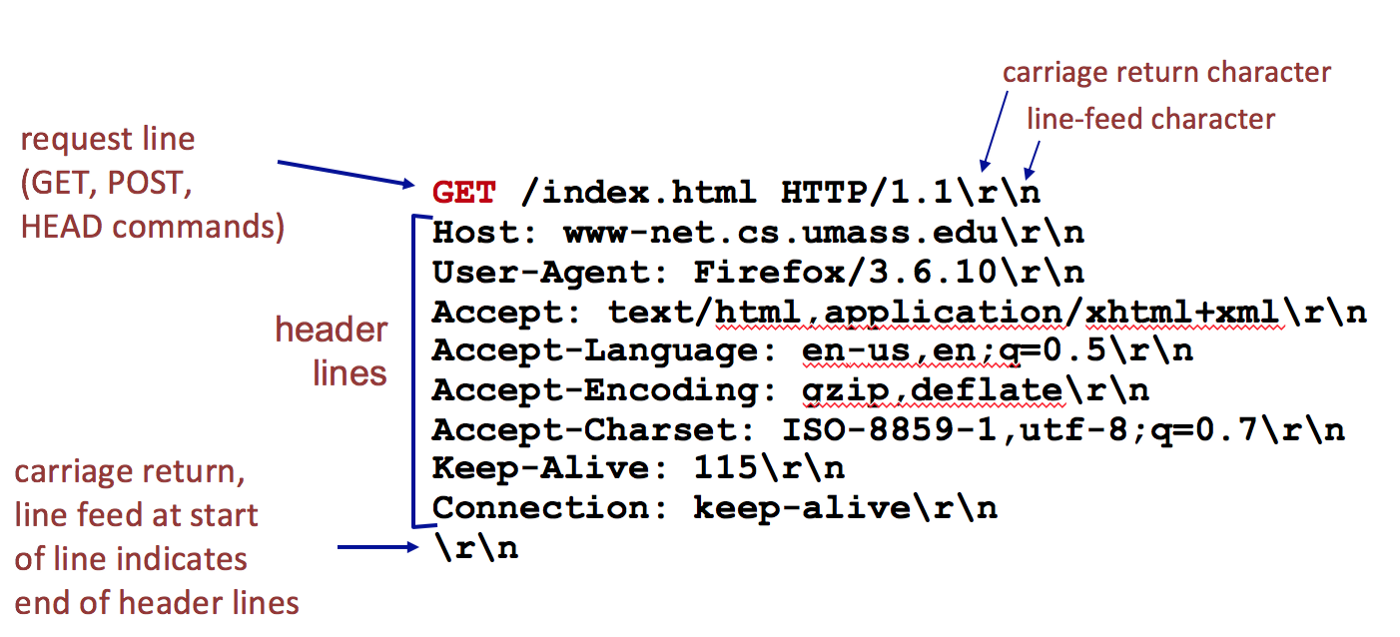 carriage return character
line-feed character
request line
(GET, POST,
HEAD commands)
GET /index.html HTTP/1.1\r\n
Host: www-net.cs.umass.edu\r\n
User-Agent: Firefox/3.6.10\r\n
Accept: text/html,application/xhtml+xml\r\n
Accept-Language: en-us,en;q=0.5\r\n
Accept-Encoding: gzip,deflate\r\n
Accept-Charset: ISO-8859-1,utf-8;q=0.7\r\n
Keep-Alive: 115\r\n
Connection: keep-alive\r\n
\r\n
header
lines
carriage return,
line feed at start
of line indicates
end of header lines